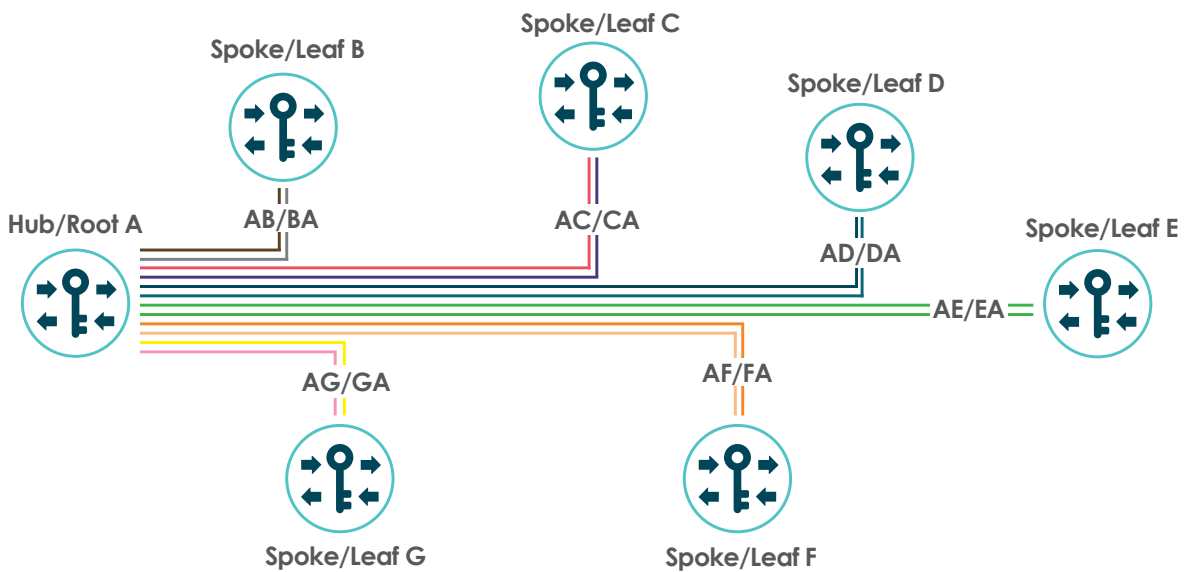 Spoke/Leaf C
Spoke/Leaf B
Spoke/Leaf D
AB/BA
AC/CA
Hub/Root A
Spoke/Leaf E
AD/DA
AE/EA
AF/FA
AG/GA
Spoke/Leaf G
Spoke/Leaf F